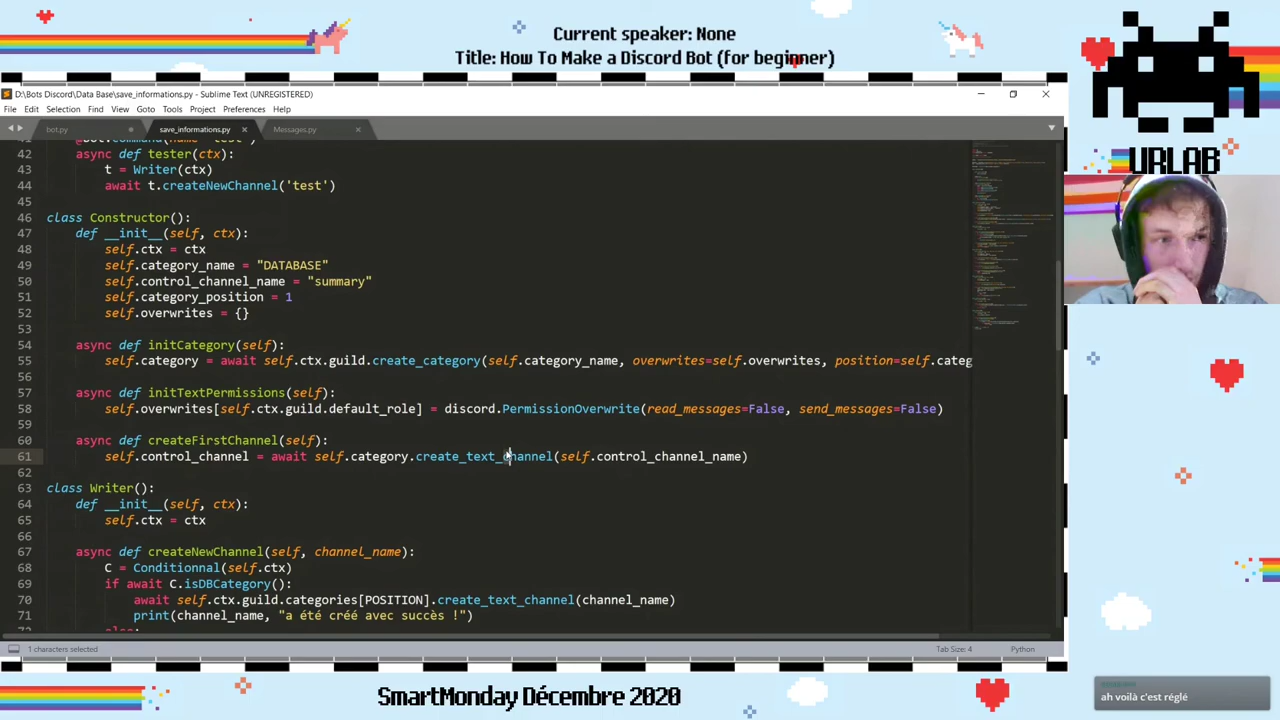 Current speaker: None
Title: How To Make a Discord Bot (for beginner)
D:\Bots Discord\Data Base\save_informations.py - Sublime Text (UNREGISTERED)
File Edit Selection Find View Goto Tools Project Preferences Help
bot.py save_informations.py Messages.py
42 async def tester(ctx):
43 t = Writer(ctx)
44 await t.createNewChannel('test')
45
46 class Constructor():
47 def __init__(self, ctx):
48 self.ctx = ctx
49 self.category_name = "DATABASE"
50 self.control_channel_name = "summary"
51 self.category_position = 1
52 self.overwrites = {}
53
54 async def initCategory(self):
55 self.category = await self.ctx.guild.create_category(self.category_name, overwrites=self.overwrites, position=self.categ
56
57 async def initTextPermissions(self):
58 self.overwrites[self.ctx.guild.default_role] = discord.PermissionOverwrite(read_messages=False, send_messages=False)
59
60 async def createFirstChannel(self):
61 self.control_channel = await self.category.create_text_channel(self.control_channel_name)
62
63 class Writer():
64 def __init__(self, ctx):
65 self.ctx = ctx
66
67 async def createNewChannel(self, channel_name):
68 C = Conditionnal(self.ctx)
69 if await C.isDBCategory():
70 await self.ctx.guild.categories[POSITION].create_text_channel(channel_name)
71 print(channel_name, "a été créé avec succès !")
72 else:
1 characters selected Tab Size: 4 Python
URLAB
SmartMonday Décembre 2020
ah voilà c'est réglé